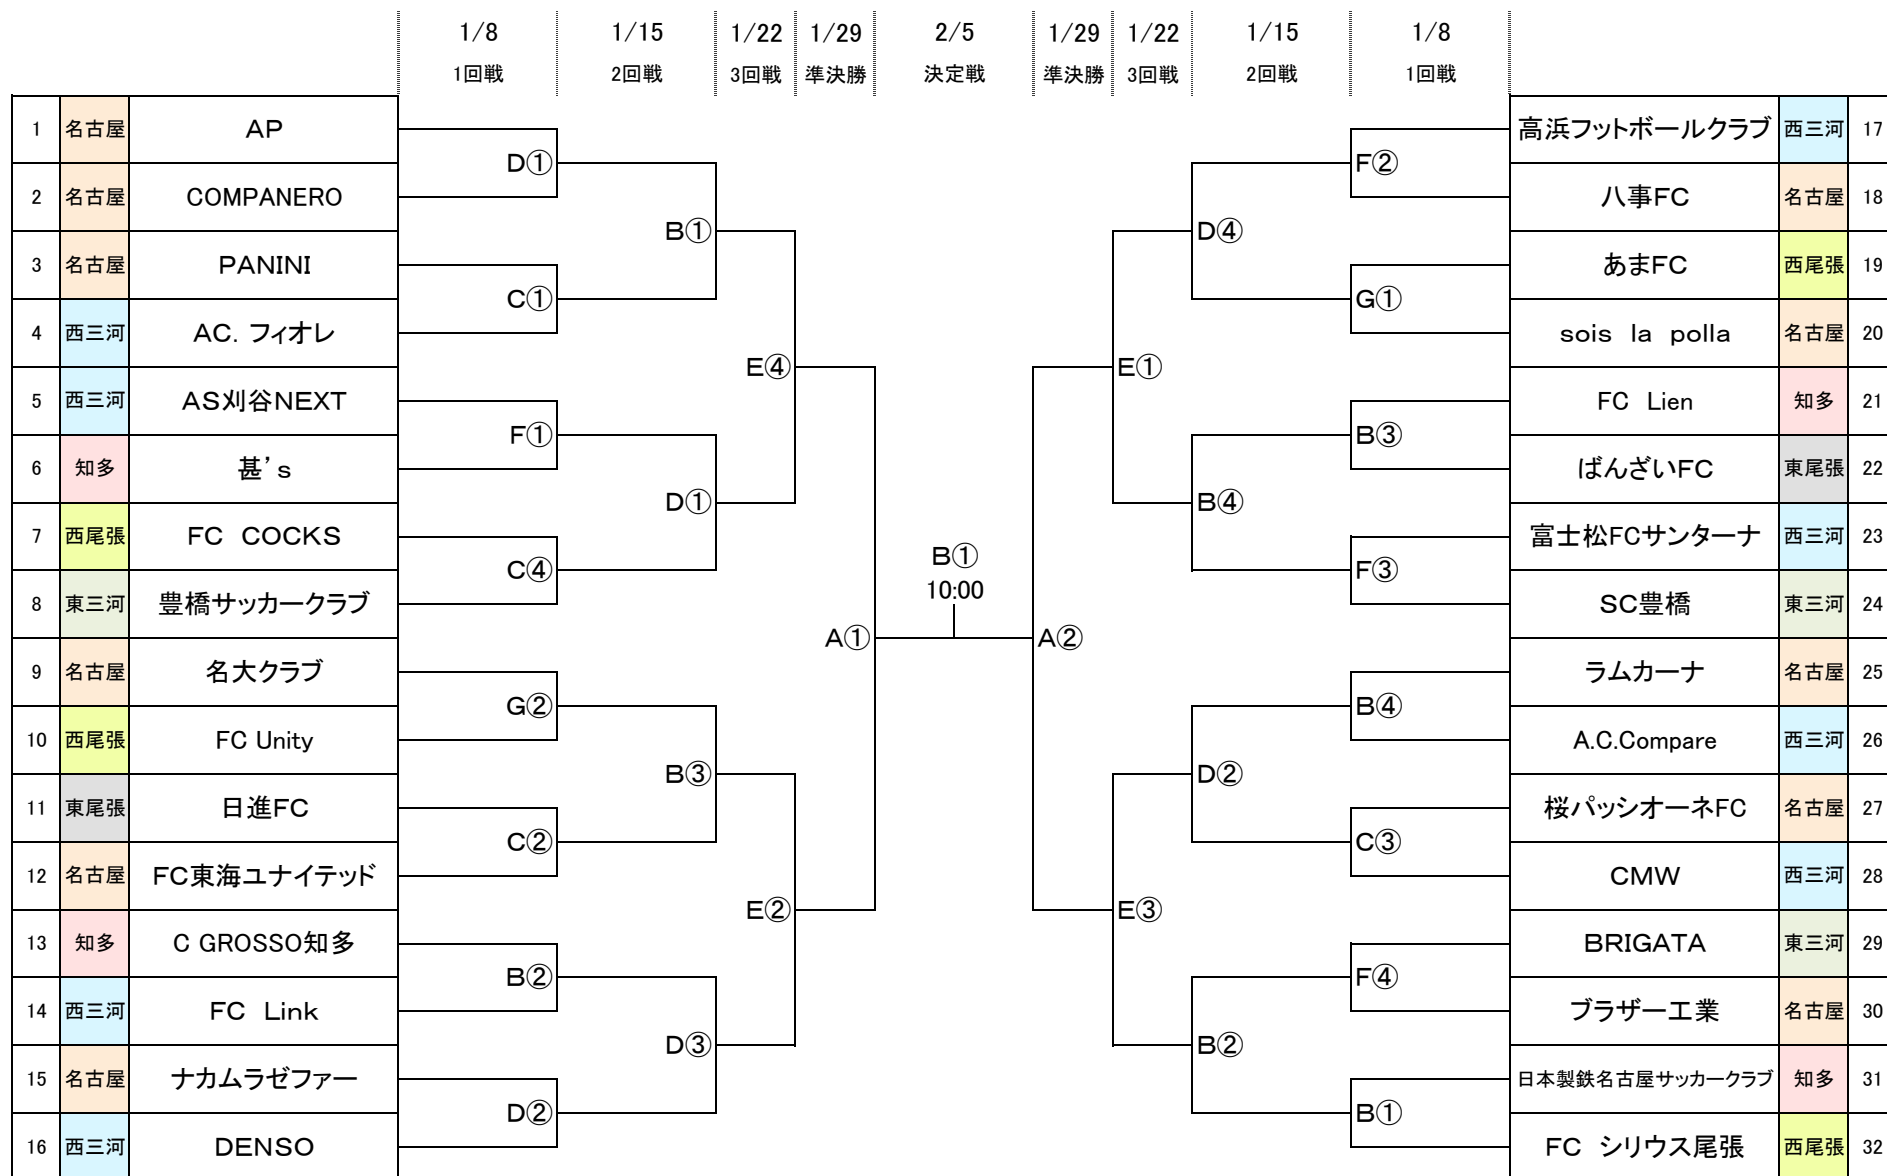 1/8 1/15 1/22 1/29 2/5 1/29 1/22 1/15 1/8
1回戦 2回戦 3回戦 準決勝 決定戦 準決勝 3回戦 2回戦 1回戦
1 名古屋 AP 高浜フットボールクラブ 西三河 17
D① F②
2 名古屋 COMPANERO 八事FC 名古屋 18
B① D④
3 名古屋 PANINI あまFC 西尾張 19
C① G①
4 西三河 AC．フィオレ sois la polla 名古屋 20
E④ E①
5 西三河 AS刈谷NEXT FC Lien 知多 21
F① B③
6 知多 甚’s ばんざいFC 東尾張 22
D① B④
7 西尾張 FC COCKS 富士松FCサンターナ 西三河 23
B①
C④ F③
10:00
8 東三河 豊橋サッカークラブ SC豊橋 東三河 24
A① A②
9 名古屋 名大クラブ ラムカーナ 名古屋 25
G② B④
10 西尾張 FC Unity A.C.Compare 西三河 26
B③ D②
11 東尾張 日進FC 桜パッシオーネFC 名古屋 27
C② C③
12 名古屋 FC東海ユナイテッド CMW 西三河 28
E② E③
13 知多 C GROSSO知多 BRIGATA 東三河 29
B② F④
14 西三河 FC Link ブラザー工業 名古屋 30
D③ B②
15 名古屋 ナカムラゼファー 日本製鉄名古屋サッカークラブ 知多 31
D② B①
16 西三河 DENSO FC シリウス尾張 西尾張 32